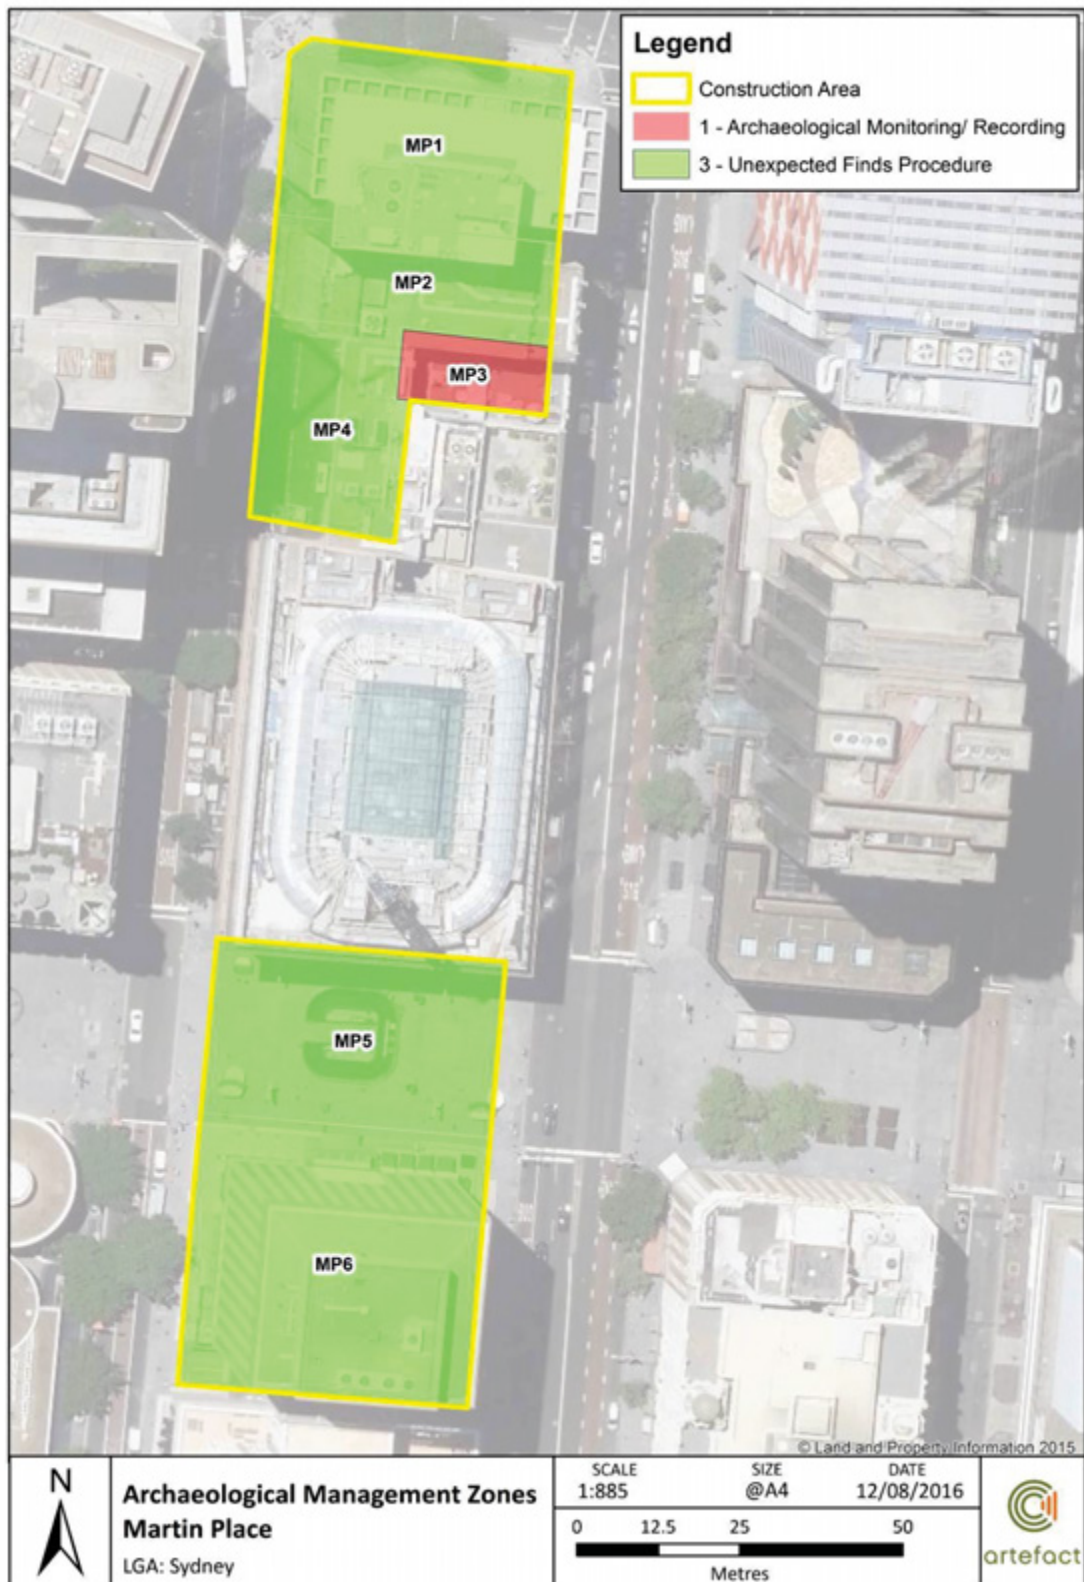 Legend
Construction Area
1 - Archaeological Monitoring/ Recording
3 - Unexpected Finds Procedure
MP1
MP2
MP3
MP4
MP5
MP6
© Land and Property Information 2015
N
Archaeological Management Zones
Martin Place
LGA: Sydney
SCALE
1:885
SIZE
@A4
DATE
12/08/2016
0 12.5 25 50
Metres
artefact